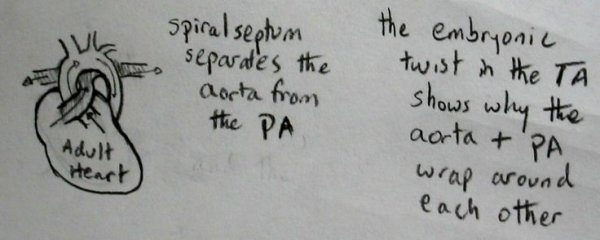 Adult
Heart
spiral septum
separates the
aorta from
the PA
the embryonic
twist in the TA
shows why the
aorta + PA
wrap around
each other